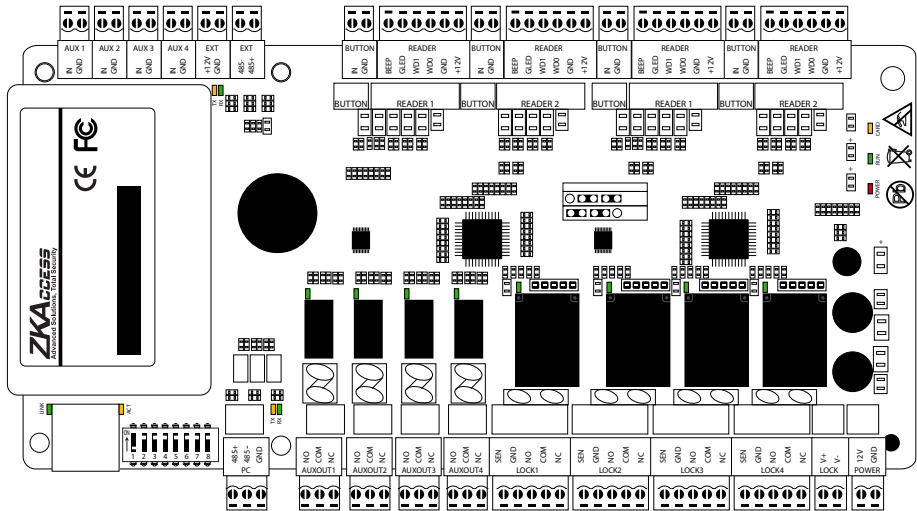 AUX 1 AUX 2 AUX 3 AUX 4 EXT EXT BUTTON READER BUTTON READER BUTTON READER BUTTON READER
IN GND IN GND IN GND IN GND +12V GND 485- 485+ IN GND BEEP GLED WD1 WD0 GND +12V IN GND BEEP GLED WD1 WD0 GND +12V IN GND BEEP GLED WD1 WD0 GND +12V IN GND BEEP GLED WD1 WD0 GND +12V
TX RX
BUTTON READER 1 BUTTON READER 2 BUTTON READER 1 BUTTON READER 2
CARD
RUN
POWER
Pb
CE FC
ZKACCESS
Advanced Solutions, Total Security
LINK ACT
TX RX
1 2 3 4 5 6 7 8
485+ 485- GND NO COM NC NO COM NC NO COM NC NO COM NC SEN GND NO COM NC SEN GND NO COM NC SEN GND NO COM NC SEN GND NO COM NC V+ V- 12V GND
PC AUXOUT1 AUXOUT2 AUXOUT3 AUXOUT4 LOCK1 LOCK2 LOCK3 LOCK4 LOCK POWER